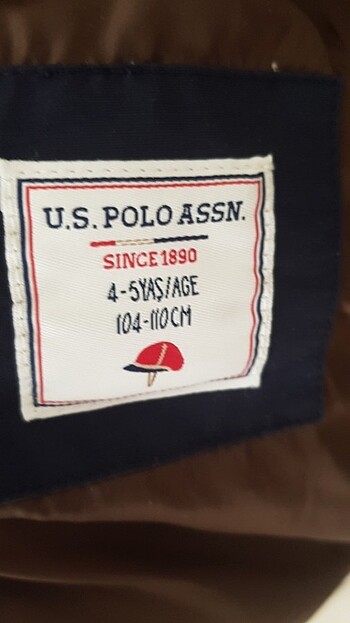 U.S. POLO ASSN.
SINCE 1890
4-5YAŞ/AGE
104-110CM